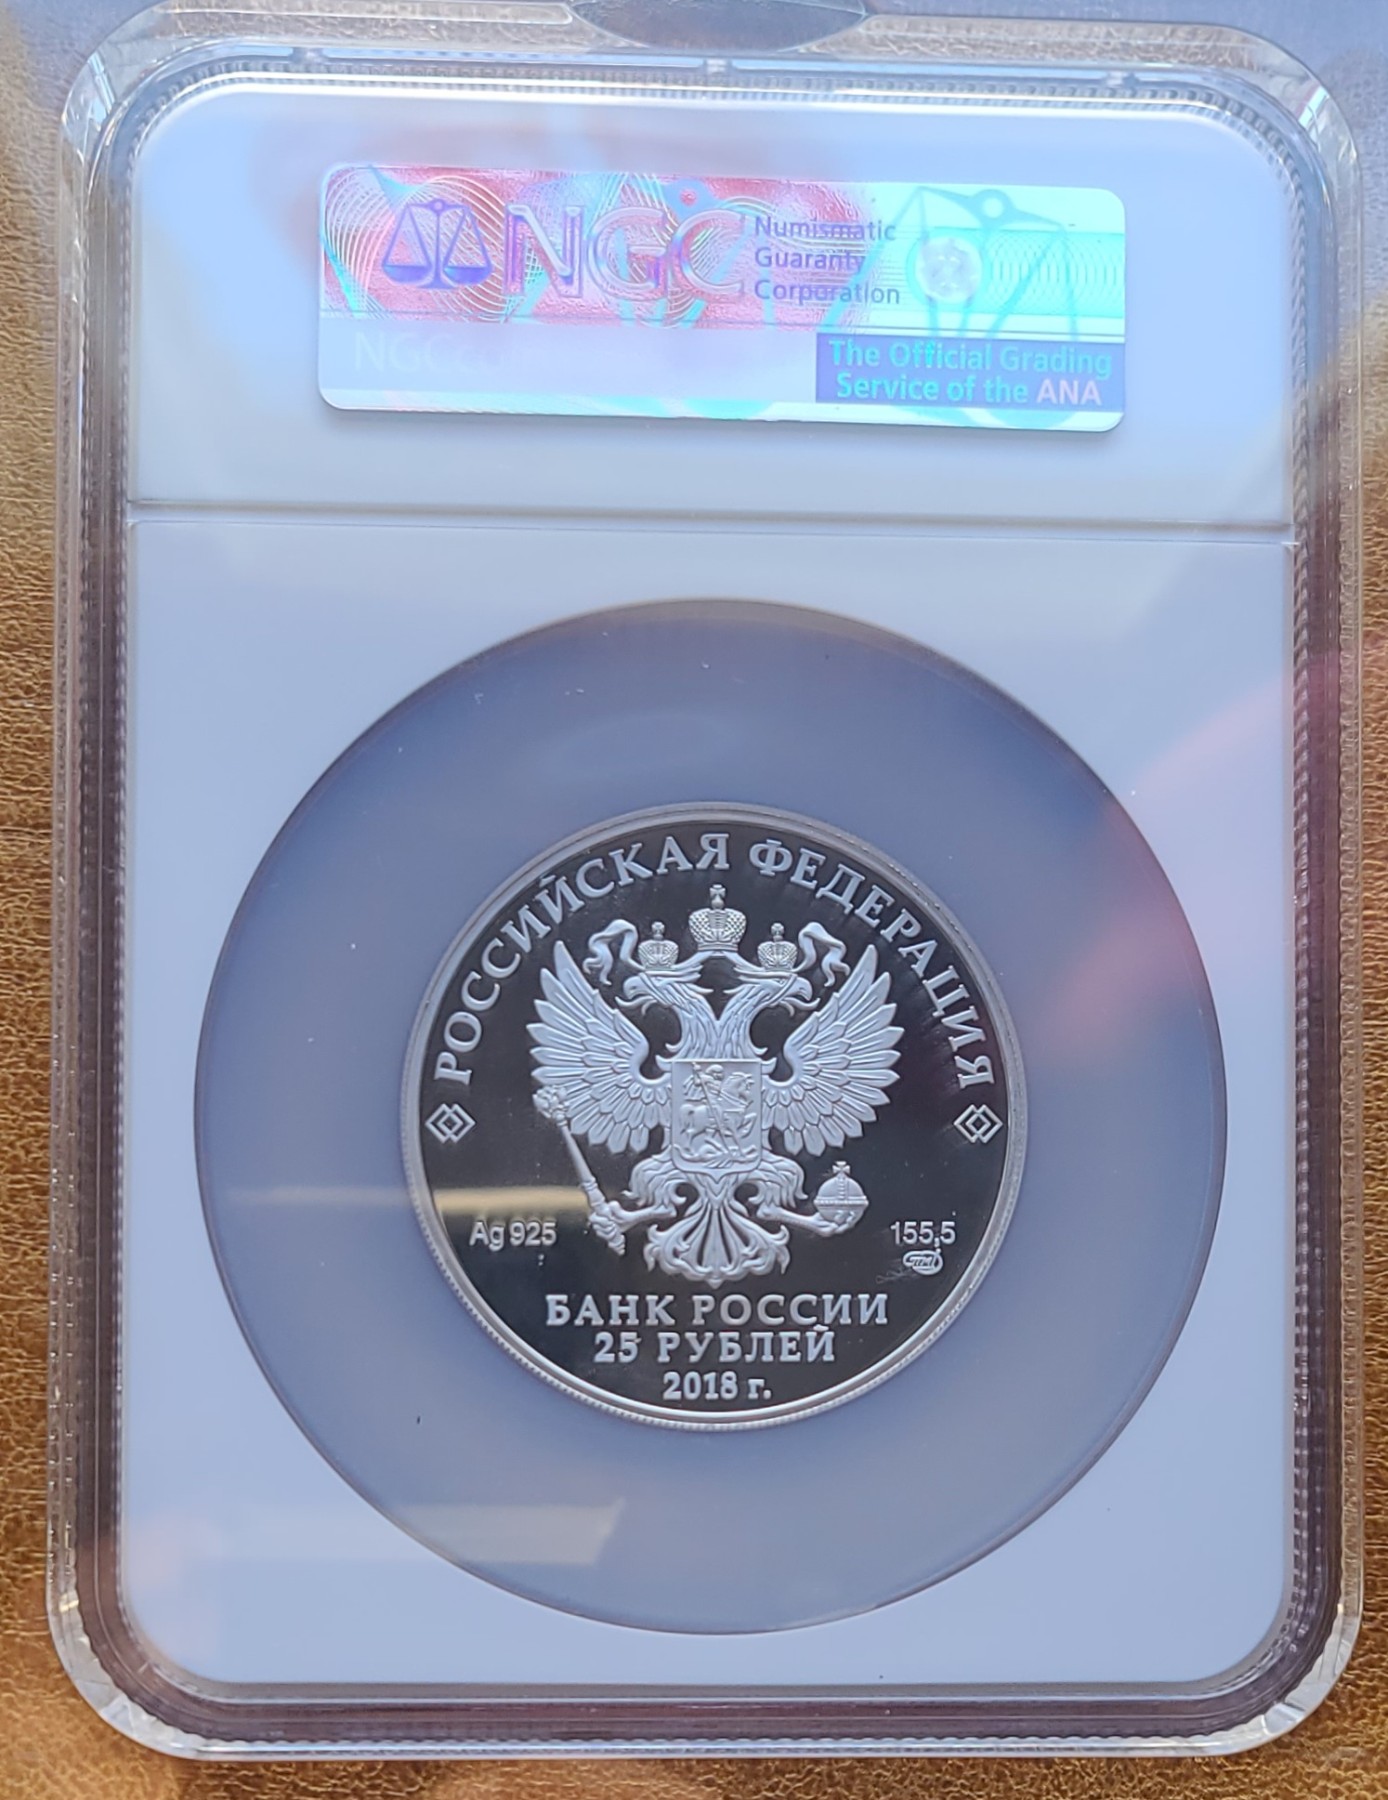 NGC
Numismatic
Guaranty
Corporation
The Official Grading
Service of the ANA
РОССИЙСКАЯ ФЕДЕРАЦИЯ
Ag 925
155,5
БАНК РОССИИ
25 РУБЛЕЙ
2018 г.